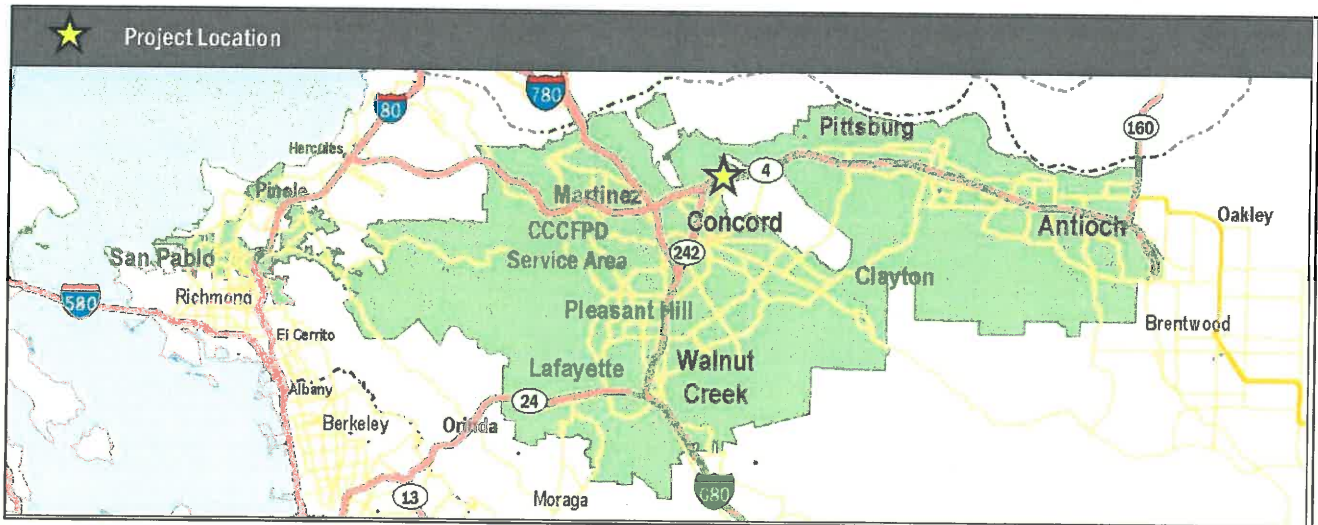 Project Location
80
780
160
Pittsburg
Hercules
4
Pinole
Martinez
Oakley
Concord
Antioch
CCCFPD
Service Area
242
San Pablo
Clayton
Richmond
580
Pleasant Hill
El Cerrito
Brentwood
Walnut
Creek
Lafayette
Albany
24
Berkeley
Orinda
13
Moraga
680